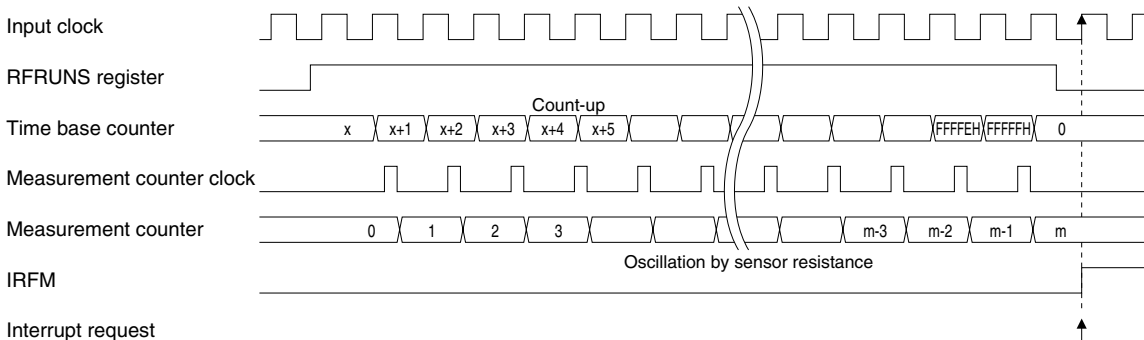 Input clock
RFRUNS register
Count-up
Time base counter x x+1 x+2 x+3 x+4 x+5 FFFFEH FFFFFH 0
Measurement counter clock
Measurement counter 0 1 2 3 m-3 m-2 m-1 m
Oscillation by sensor resistance
IRFM
Interrupt request